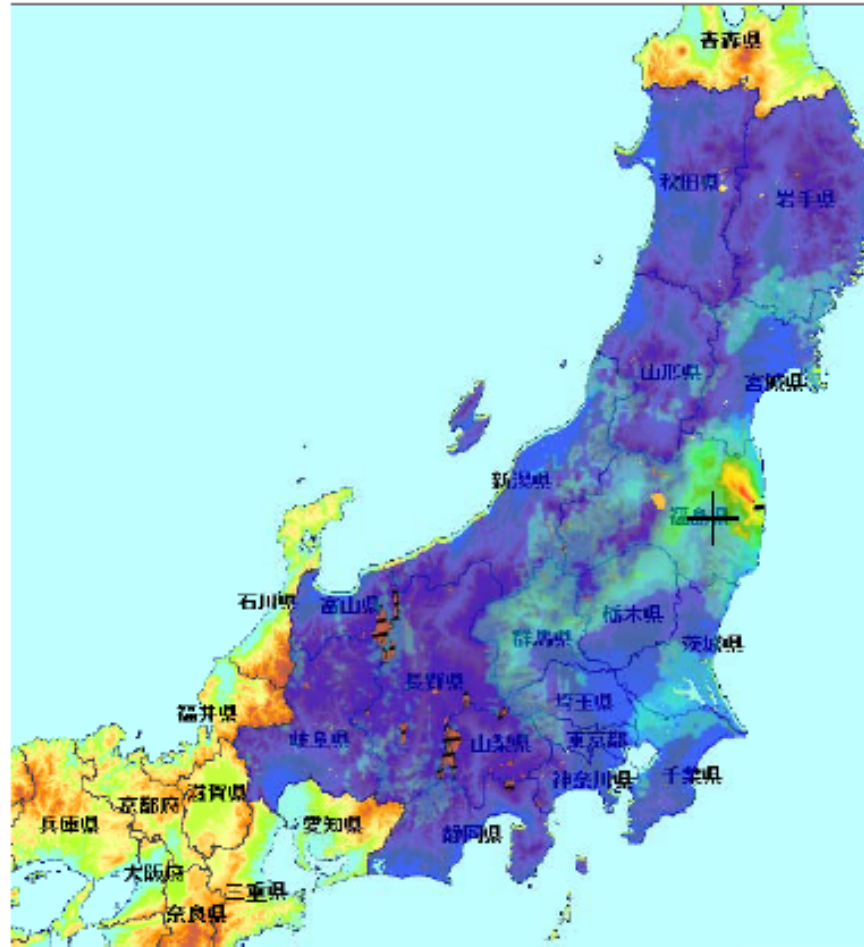 青森県
秋田県
岩手県
山形県
宮城県
新潟県
福島県
石川県
富山県
群馬県
栃木県
茨城県
長野県
福井県
岐阜県
埼玉県
山梨県
東京都
神奈川県
千葉県
滋賀県
京都府
兵庫県
愛知県
静岡県
大阪府
三重県
奈良県